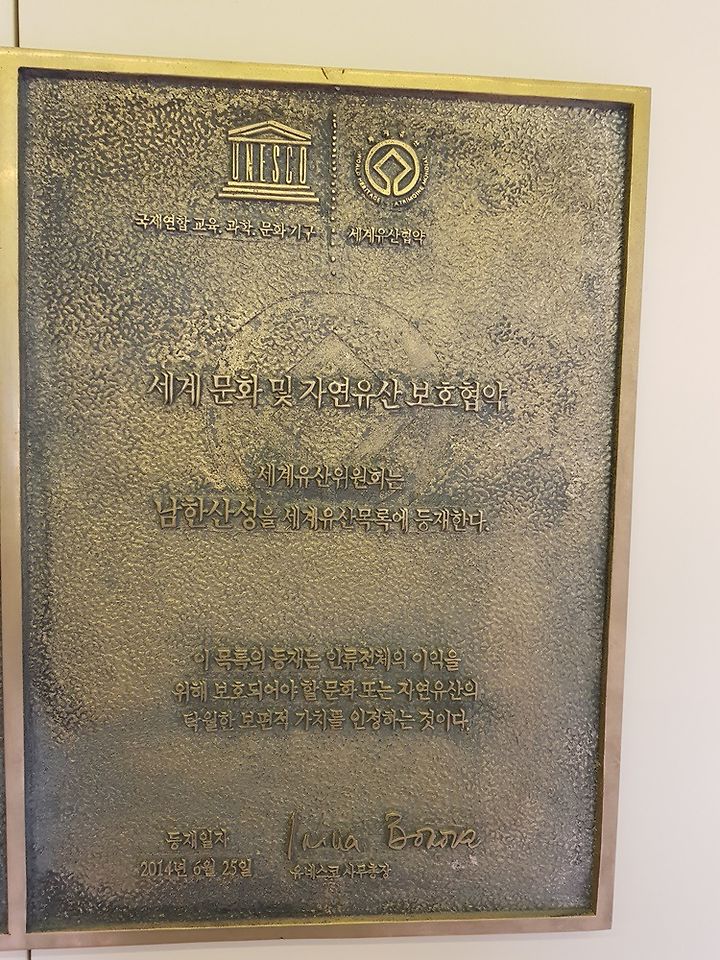 UNESCO
국제연합 교육. 과학. 문화기구
세계유산협약
세계 문화 및 자연유산 보호협약
세계유산위원회는
남한산성을 세계유산목록에 등재한다.
이 목록의 등재는 인류전체의 이익을
위해 보호되어야 할 문화 또는 자연유산의
탁월한 보편적 가치를 인정하는 것이다.
등재일자
2014년 6월 25일
Irina Bokova
유네스코 사무총장